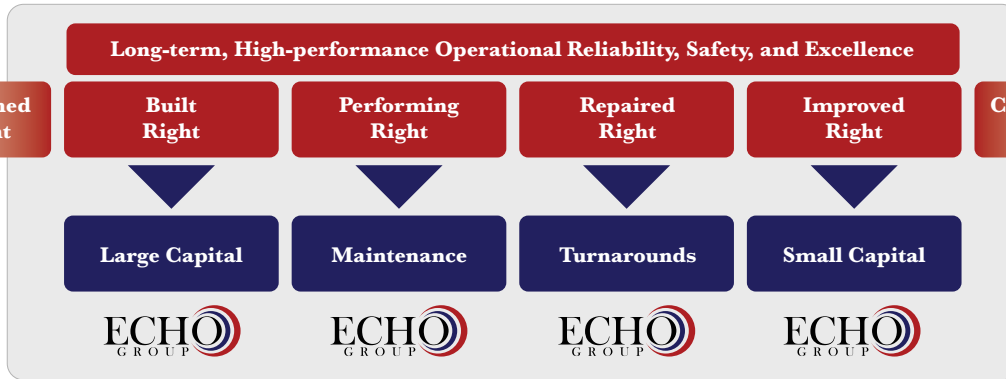 Long-term, High-performance Operational Reliability, Safety, and Excellence
Built
Right
Performing
Right
Repaired
Right
Improved
Right
Large Capital
Maintenance
Turnarounds
Small Capital
ECHO
GROUP
ECHO
GROUP
ECHO
GROUP
ECHO
GROUP